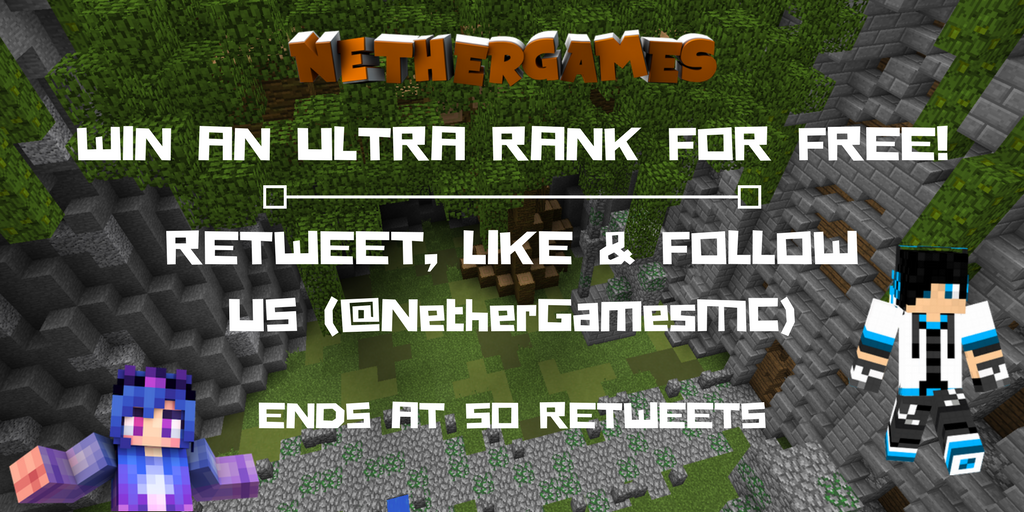 NETHERGAMES
WIN AN ULTRA RANK FOR FREE!
RETWEET, LIKE & FOLLOW
US (@NetherGamesMC)
ENDS AT 50 RETWEETS